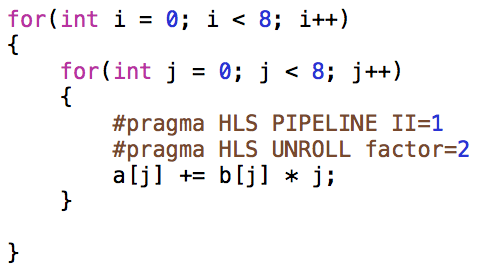 for(int i = 0; i < 8; i++)
{
    for(int j = 0; j < 8; j++)
    {
        #pragma HLS PIPELINE II=1
        #pragma HLS UNROLL factor=2
        a[j] += b[j] * j;
    }
}